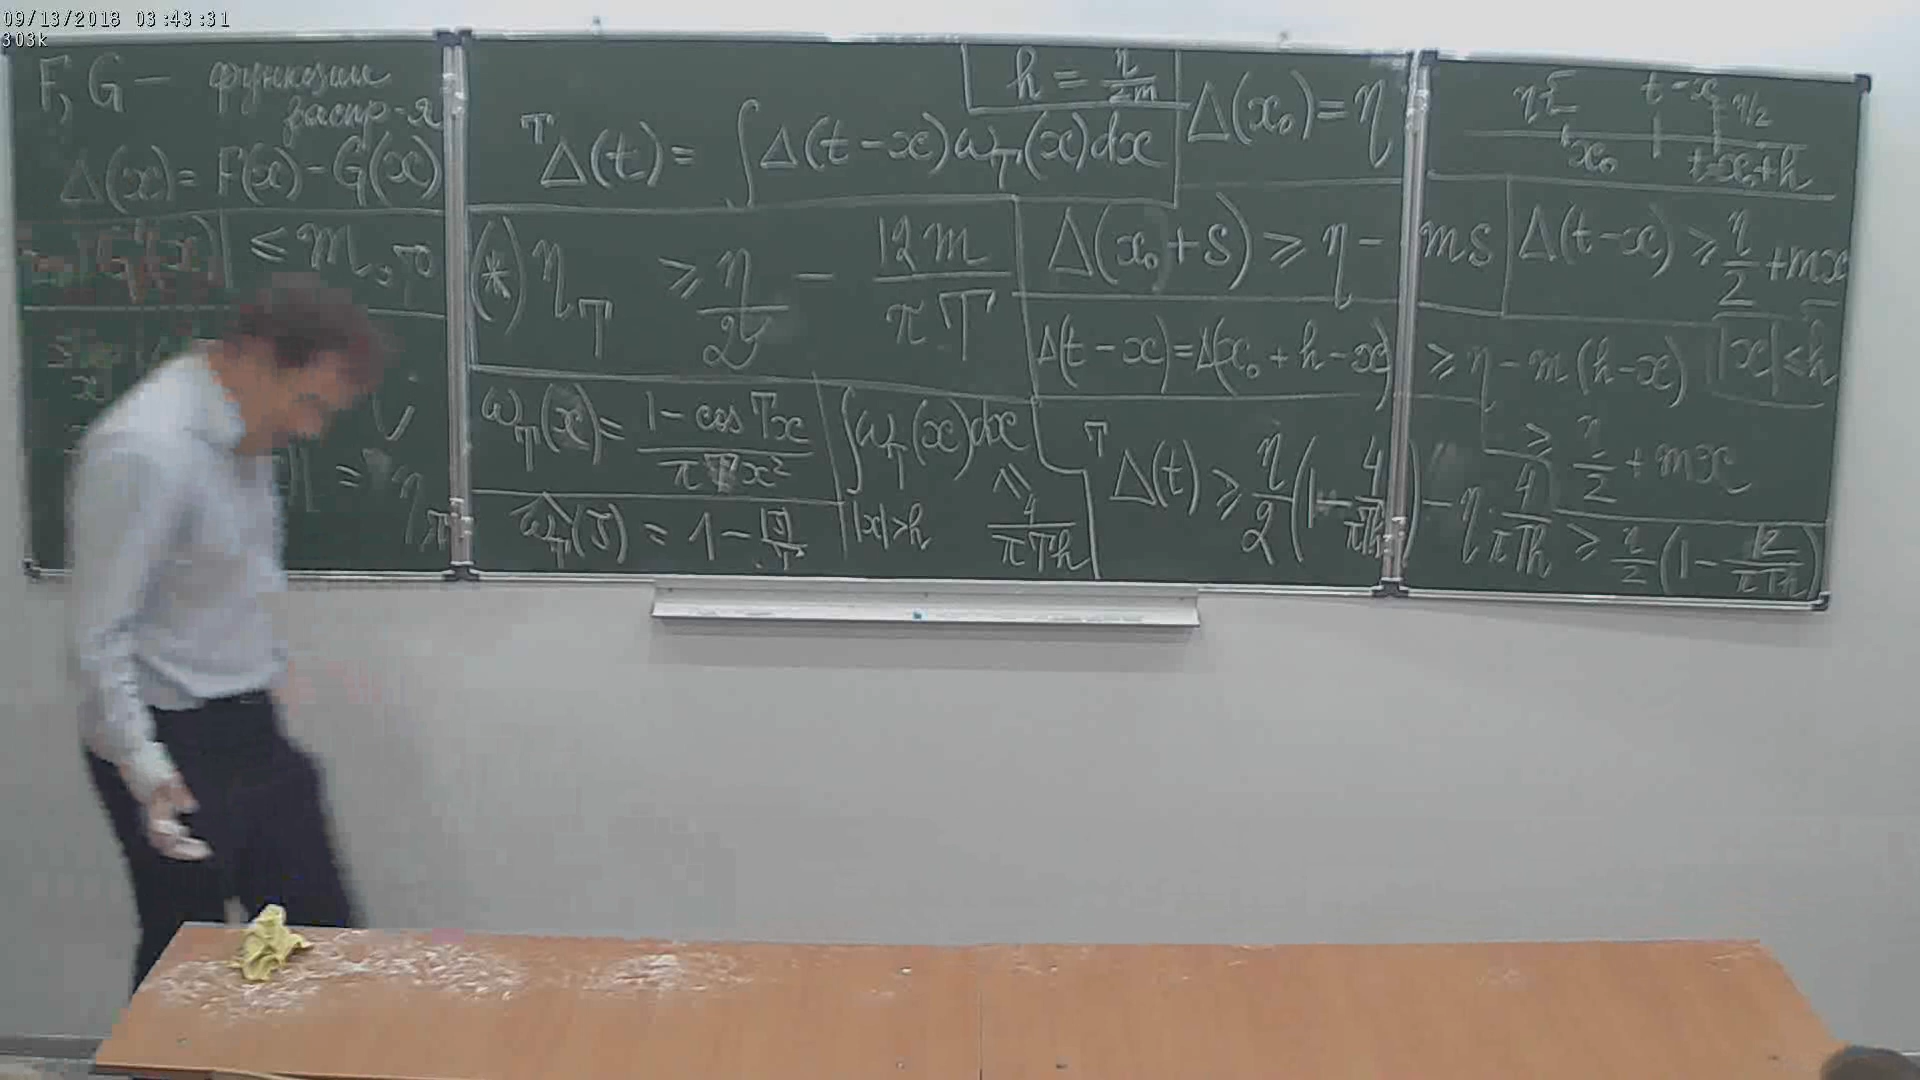 09/13/2018 03:43:31
303k
F, G — функции
распр-я
Δ(x) = F(x) - G(x)
≤ m
sup
x
= η_T
h = η/2m
^TΔ(t) = ∫ Δ(t-x) ω_T(x) dx
(*) η_T ≥ η/2 - 12m/πT
ω_T(x) = (1 - cos Tx)/(πTx²)
ω̂_T(ζ) = 1 - |ζ|/T
∫ ω_T(x) dx
|x|>h
≤
4/πTh
Δ(x₀) = η
Δ(x₀+s) ≥ η - ms
Δ(t-x) = Δ(x₀+h-x) ≥ η - m(h-x)
≥ η/2 + mx
^TΔ(t) ≥ η/2 (1 - 4/πTh) - η · 4/πTh ≥ η/2 (1 - 12/πTh)
t-x
η/2
x₀
t=x₀+h
Δ(t-x) ≥ η/2 + mx
|x| ≤ h